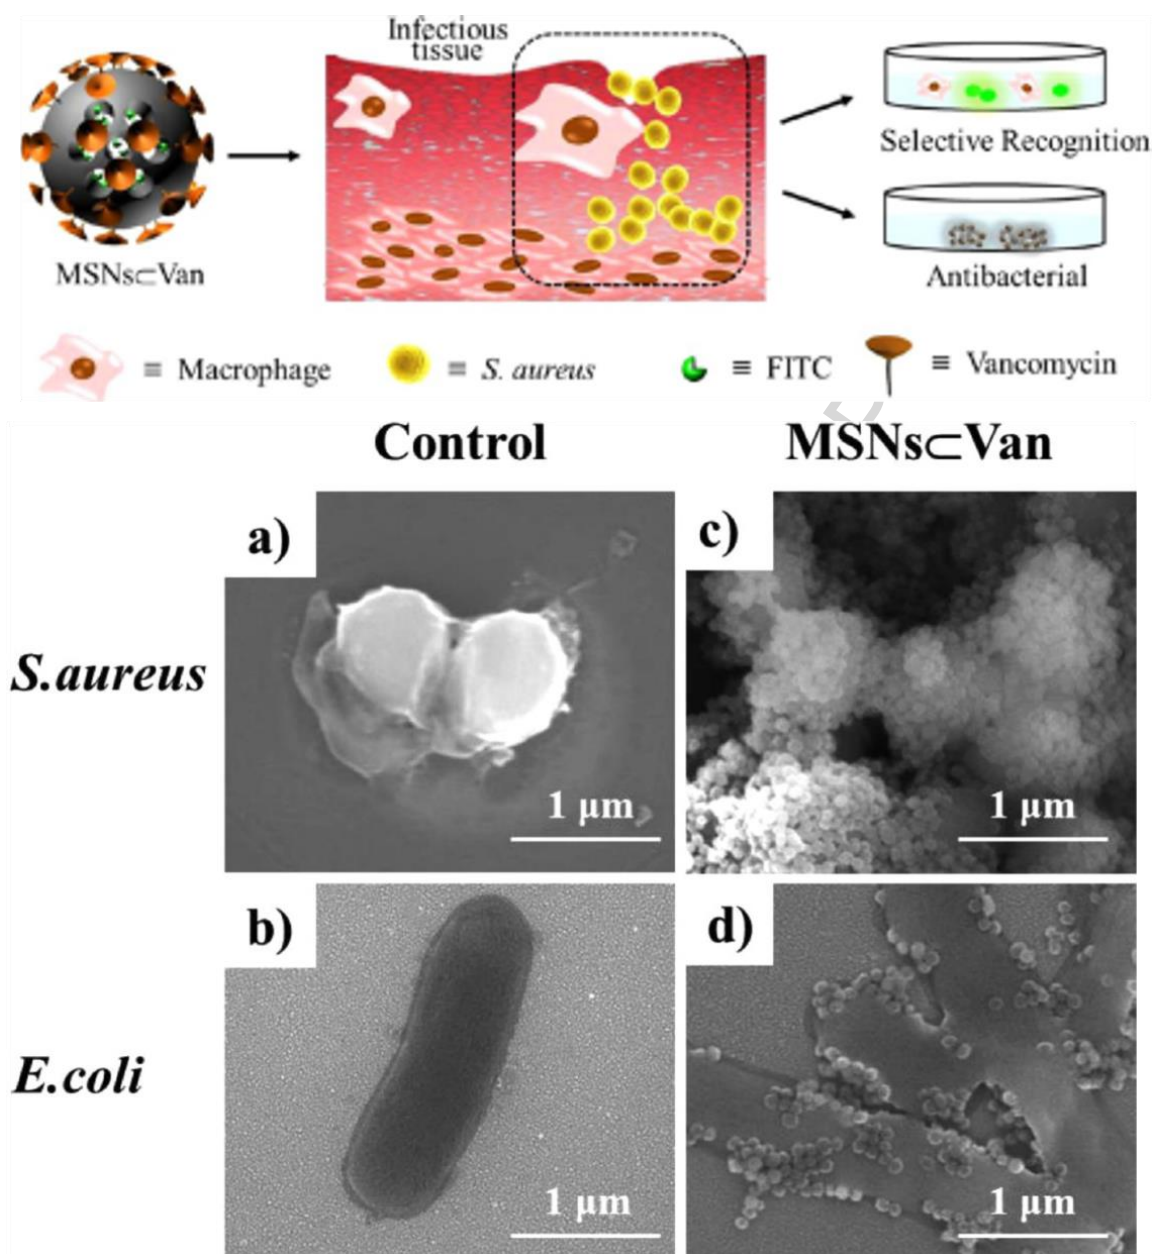 Infectious
tissue
MSNs⊂Van
Selective Recognition
Antibacterial
≡ Macrophage ≡ S. aureus ≡ FITC ≡ Vancomycin
Control MSNs⊂Van
a) c)
S.aureus
1 μm 1 μm
b) d)
E.coli
1 μm 1 μm